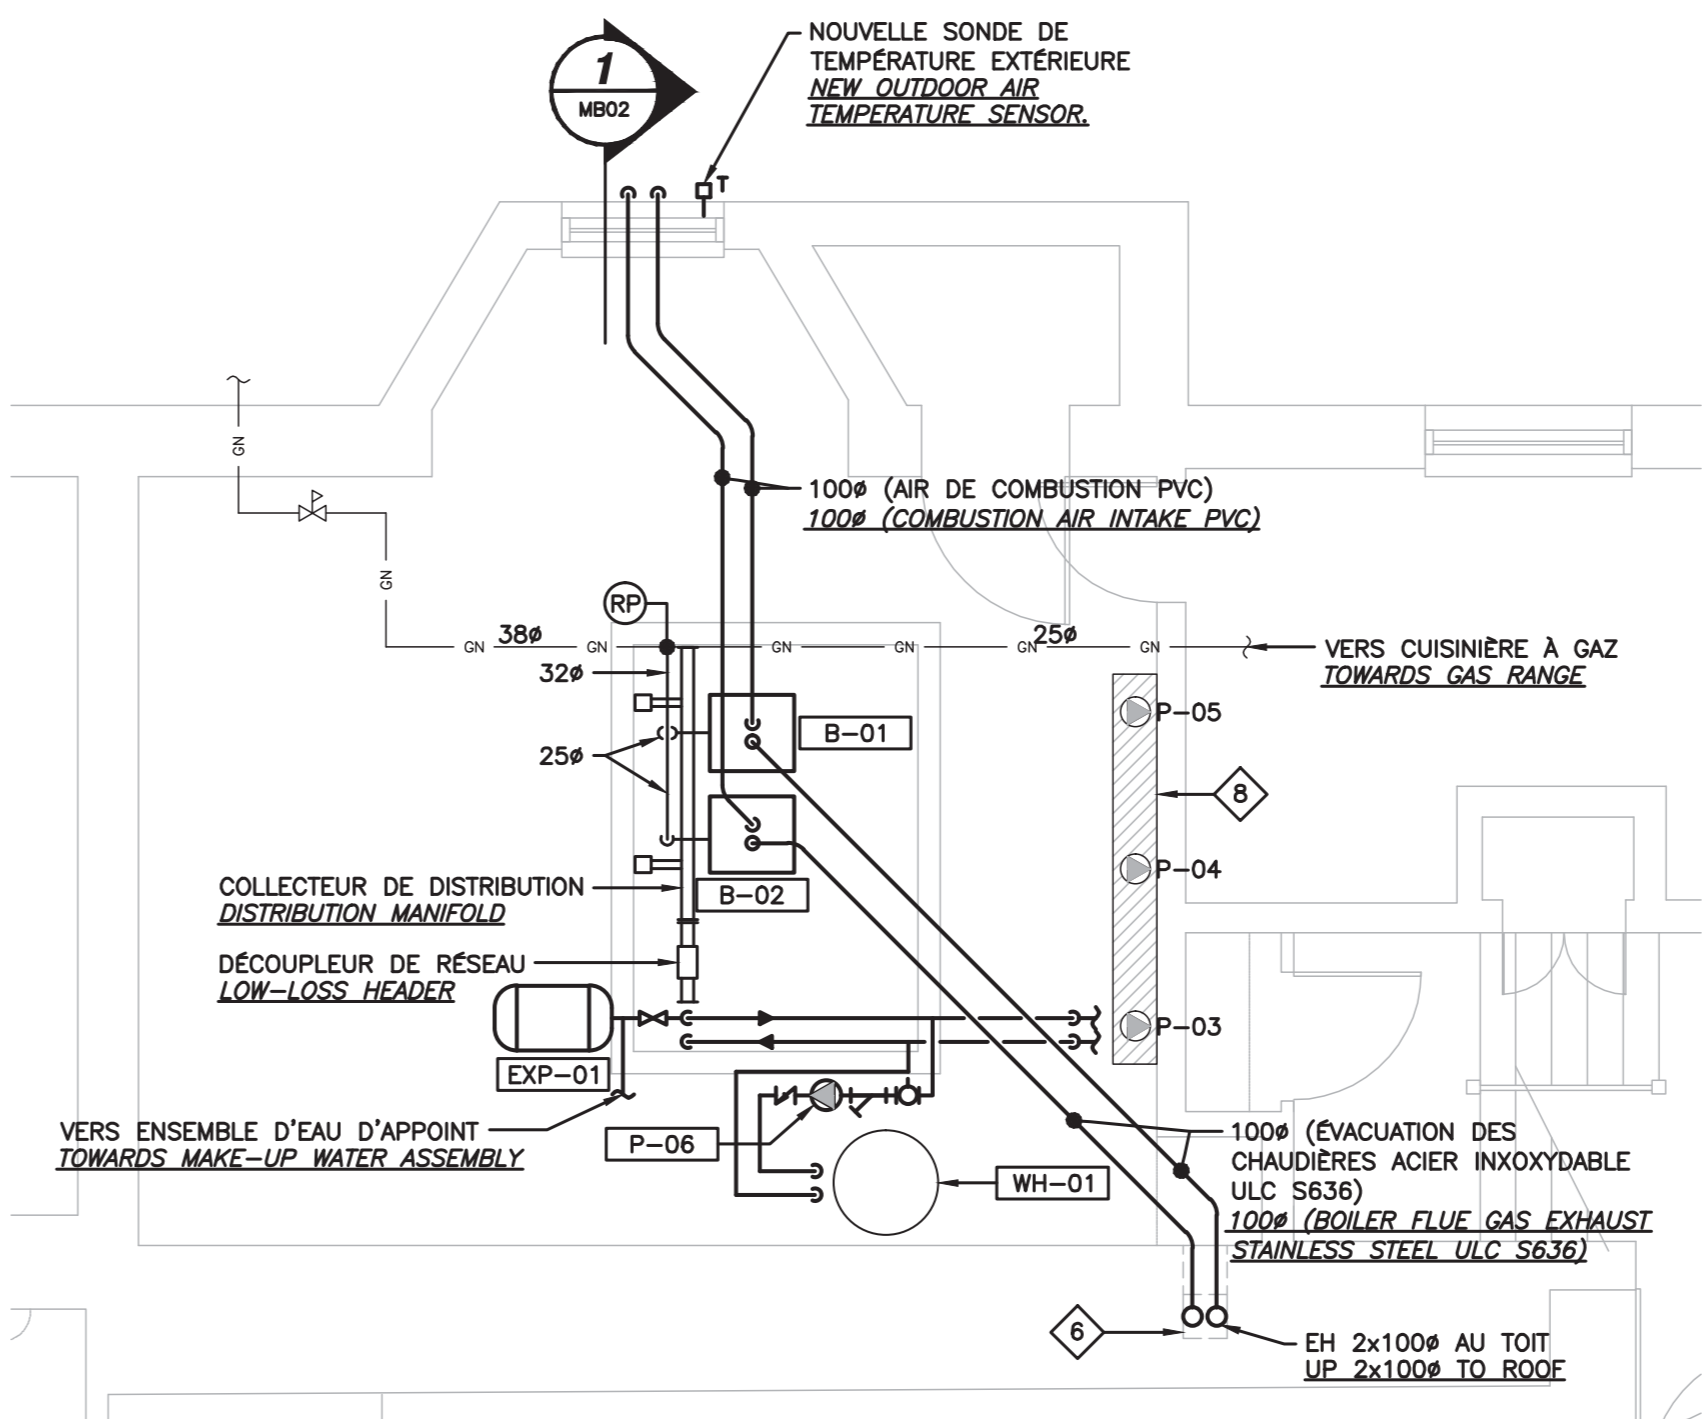 1
MB02
NOUVELLE SONDE DE
TEMPÉRATURE EXTÉRIEURE
NEW OUTDOOR AIR
TEMPERATURE SENSOR.
T
GN
GN
100ø (AIR DE COMBUSTION PVC)
100ø (COMBUSTION AIR INTAKE PVC)
RP
GN
38ø
GN
GN
GN
GN
25ø
GN
VERS CUISINIÈRE À GAZ
TOWARDS GAS RANGE
32ø
25ø
B-01
P-05
8
P-04
B-02
COLLECTEUR DE DISTRIBUTION
DISTRIBUTION MANIFOLD
DÉCOUPLEUR DE RÉSEAU
LOW-LOSS HEADER
P-03
EXP-01
VERS ENSEMBLE D'EAU D'APPOINT
TOWARDS MAKE-UP WATER ASSEMBLY
P-06
WH-01
100ø (ÉVACUATION DES
CHAUDIÈRES ACIER INXOXYDABLE
ULC S636)
100ø (BOILER FLUE GAS EXHAUST
STAINLESS STEEL ULC S636)
6
EH 2x100ø AU TOIT
UP 2x100ø TO ROOF